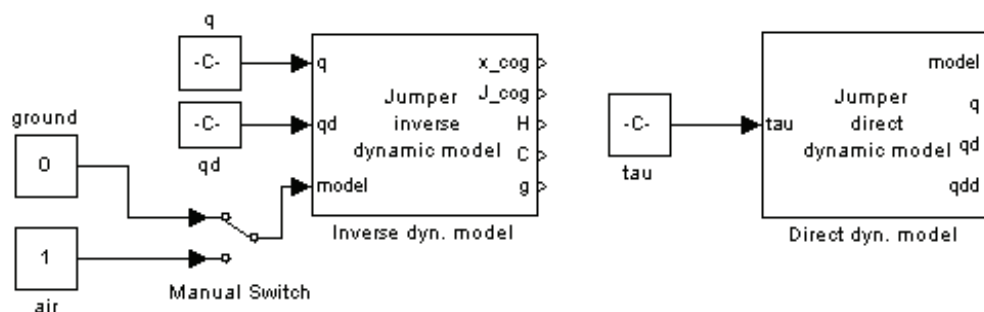 q
-C-
-C-
qd
ground
0
1
air
Manual Switch
q
qd
model
Jumper
inverse
dynamic model
x_cog
J_cog
H
C
g
Inverse dyn. model
-C-
tau
tau
Jumper
direct
dynamic model
model
q
qd
qdd
Direct dyn. model